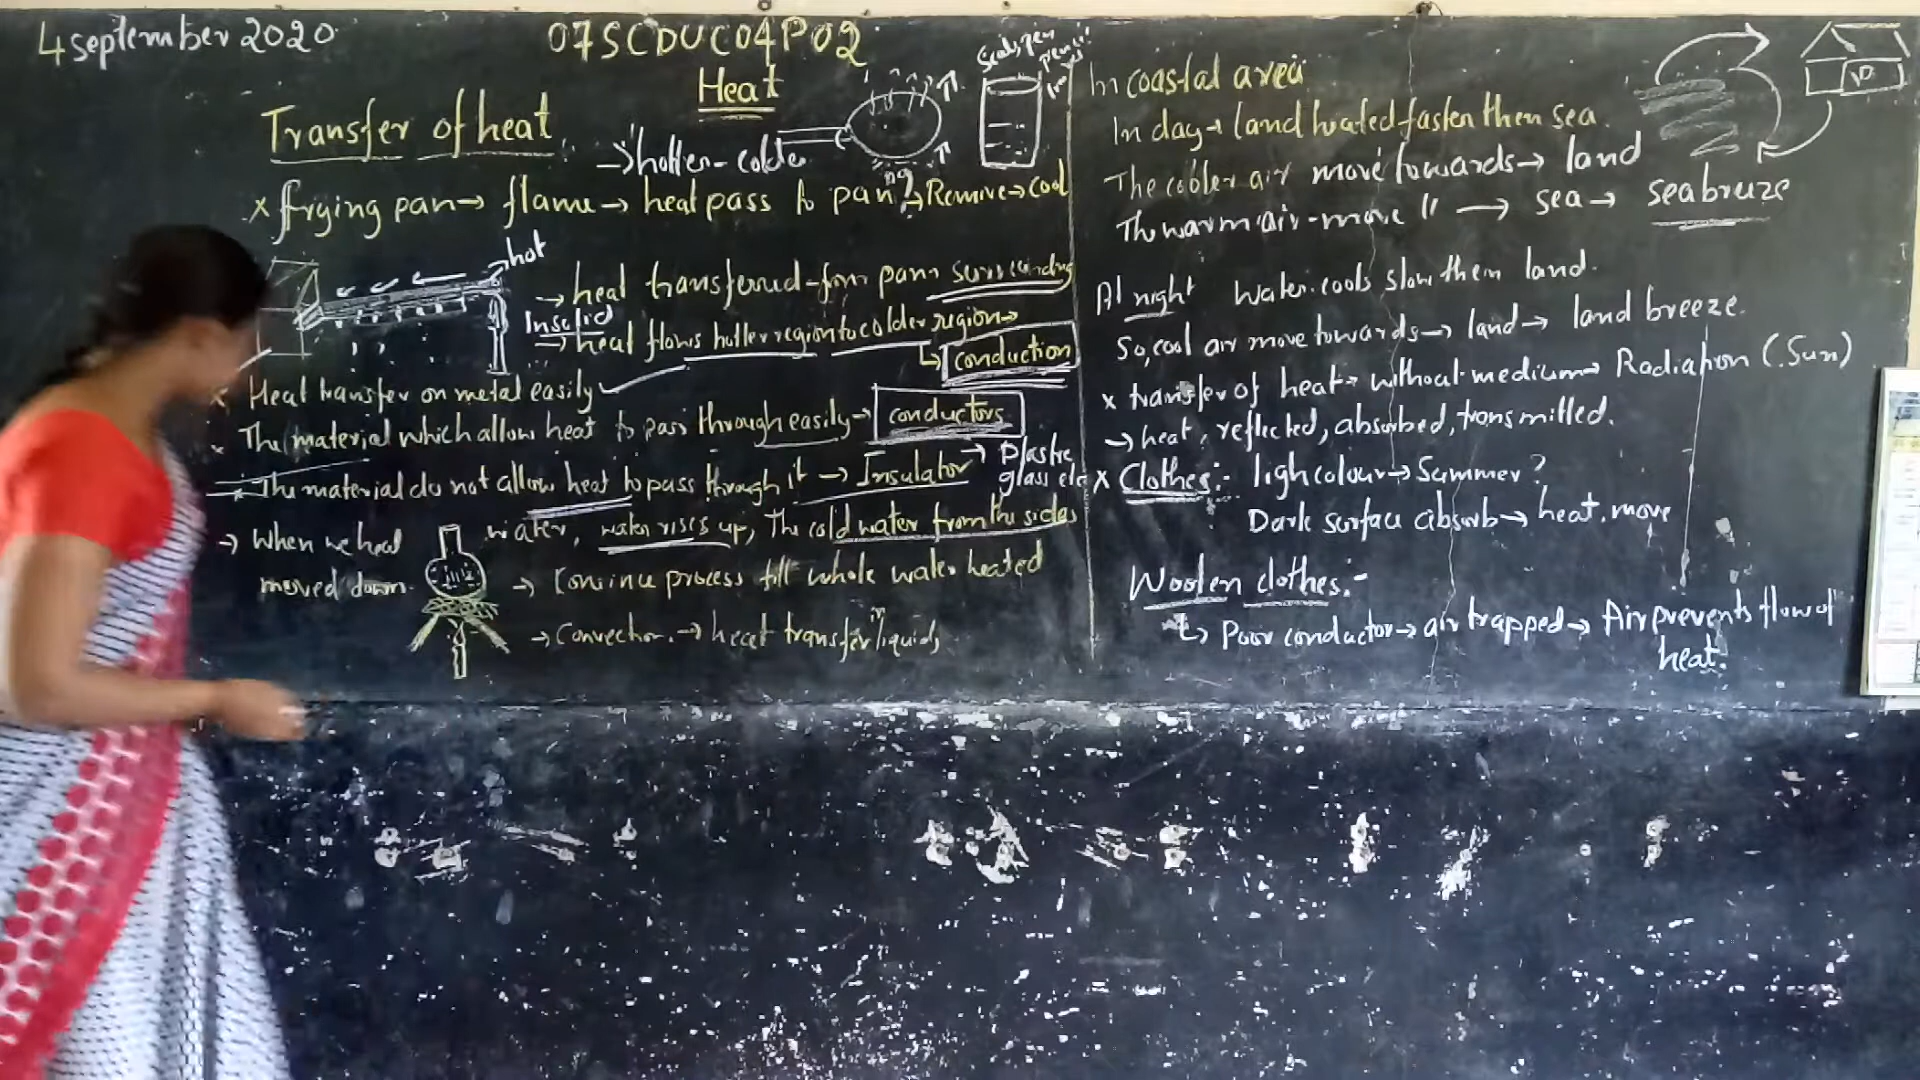 4 september 2020
07SCDUC04P02
Heat
Transfer of heat
→ hotter - colder
x frying pan → flame → heat pass to pan → Remove → cool
hot
→ heat transferred from pan surrounding
In solid
→ heat flows hotter region to colder region →
↳ conduction
x Heat transfer on metal easily
The material which allow heat to pass through easily → conductors
The material do not allow heat to pass through it → Insulator → Plastic
glass etc
→ When we heat water, water rises up, The cold water from the sides
moved down.
→ continue process till whole water heated
→ Convection → heat transfer in liquids
In coastal area
In day → land heated faster then sea.
The cooler air move towards → land
The warm air - move 〃 → sea → sea breeze
At night water cools slow them land.
So, cool air move towards → land → land breeze.
x transfer of heat → without medium → Radiation (Sun)
→ heat, reflected, absorbed, transmitled.
x Clothes:- ligh colour → Summer?
Dark surface absorb → heat. move
Woolen clothes:-
↳ Poor conductor → air trapped → Air prevents flow of
heat.